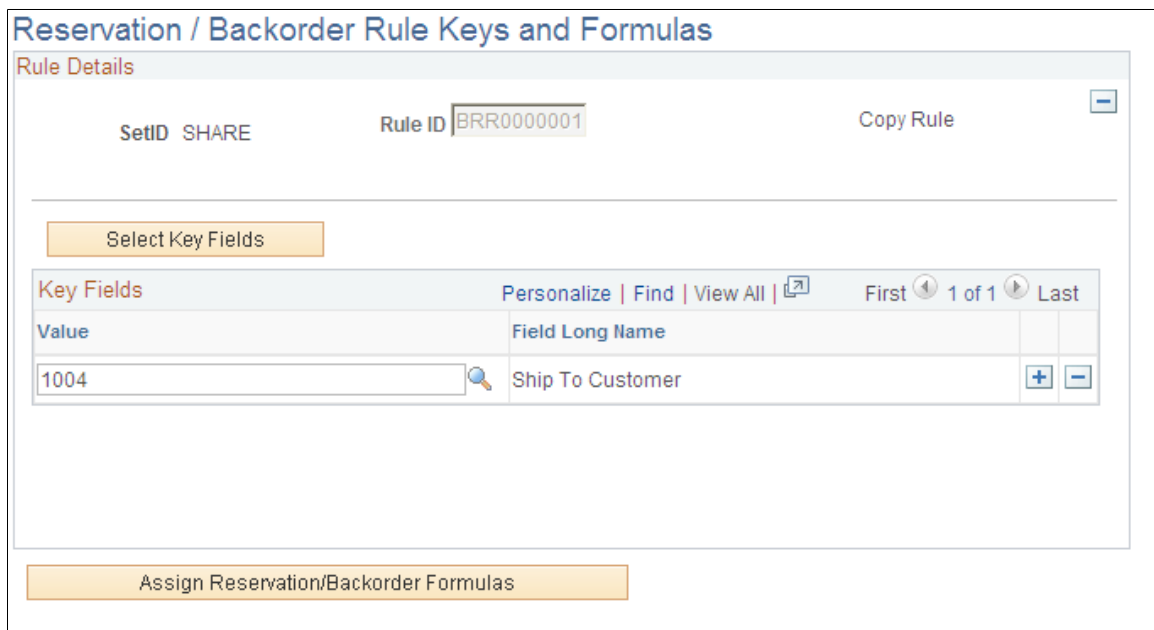 Reservation / Backorder Rule Keys and Formulas
Rule Details
SetID SHARE Rule ID BRR0000001 Copy Rule
Select Key Fields
Key Fields Personalize | Find | View All | First 1 of 1 Last
Value Field Long Name
1004 Ship To Customer
Assign Reservation/Backorder Formulas